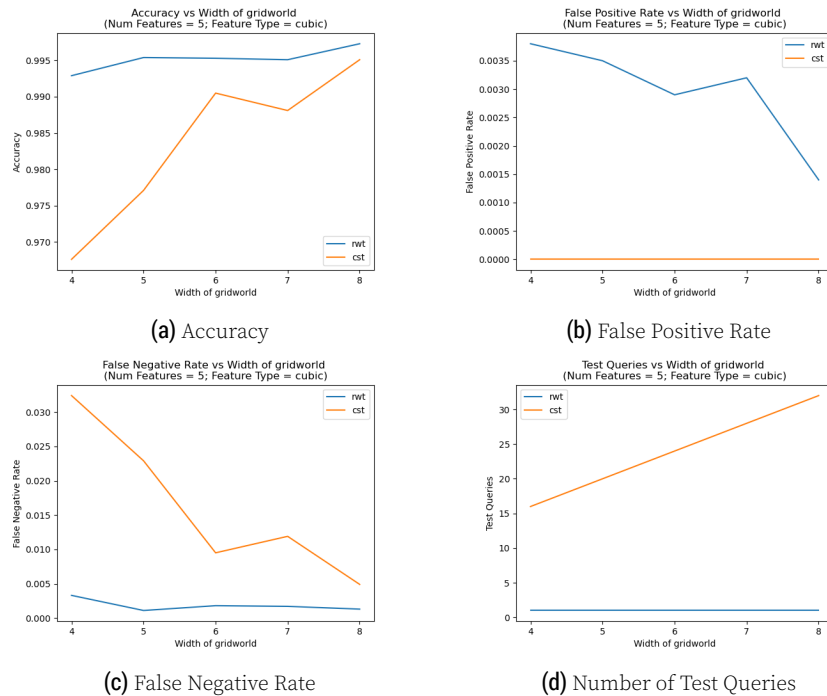 Accuracy vs Width of gridworld
(Num Features = 5; Feature Type = cubic)
0.995
0.990
0.985
0.980
0.975
0.970
Accuracy
rwt
cst
4 5 6 7 8
Width of gridworld
(a) Accuracy
False Positive Rate vs Width of gridworld
(Num Features = 5; Feature Type = cubic)
rwt
cst
0.0035
0.0030
0.0025
0.0020
0.0015
0.0010
0.0005
0.0000
False Positive Rate
4 5 6 7 8
Width of gridworld
(b) False Positive Rate
False Negative Rate vs Width of gridworld
(Num Features = 5; Feature Type = cubic)
rwt
cst
0.030
0.025
0.020
0.015
0.010
0.005
0.000
False Negative Rate
4 5 6 7 8
Width of gridworld
(c) False Negative Rate
Test Queries vs Width of gridworld
(Num Features = 5; Feature Type = cubic)
rwt
cst
30
25
20
15
10
5
0
Test Queries
4 5 6 7 8
Width of gridworld
(d) Number of Test Queries